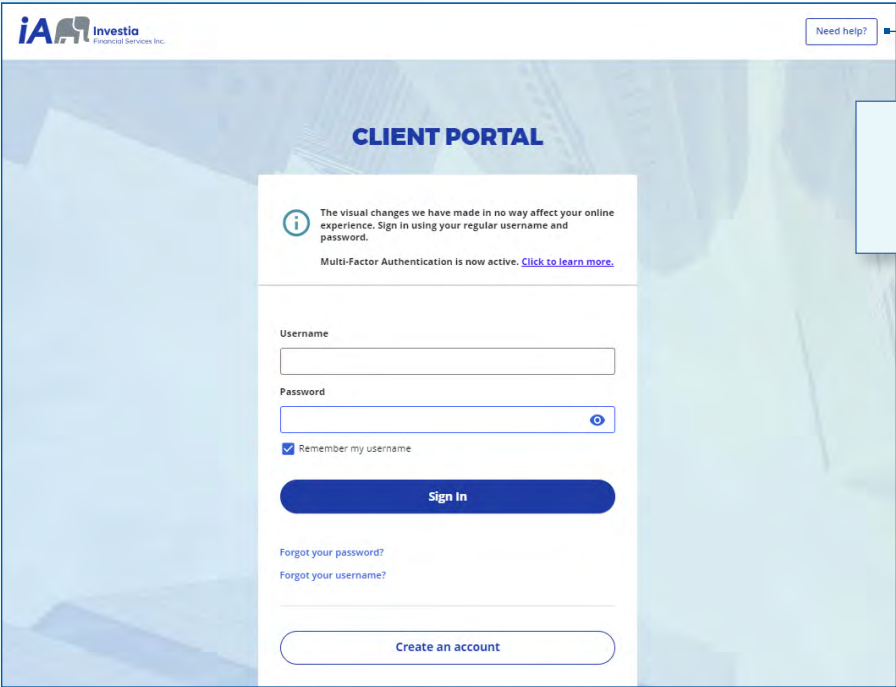 iA Investia
Financial Services Inc.
Need help?
CLIENT PORTAL
The visual changes we have made in no way affect your online
experience. Sign in using your regular username and
password.
Multi-Factor Authentication is now active. Click to learn more.
Username
Password
Remember my username
Sign In
Forgot your password?
Forgot your username?
Create an account